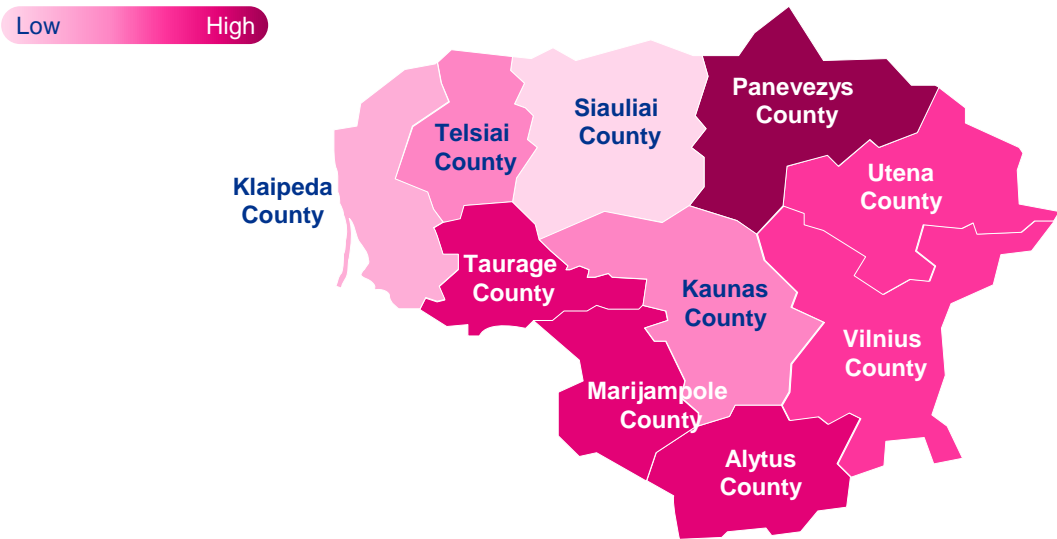 Low
High
Panevezys
County
Siauliai
County
Telsiai
County
Utena
County
Klaipeda
County
Taurage
County
Kaunas
County
Vilnius
County
Marijampole
County
Alytus
County